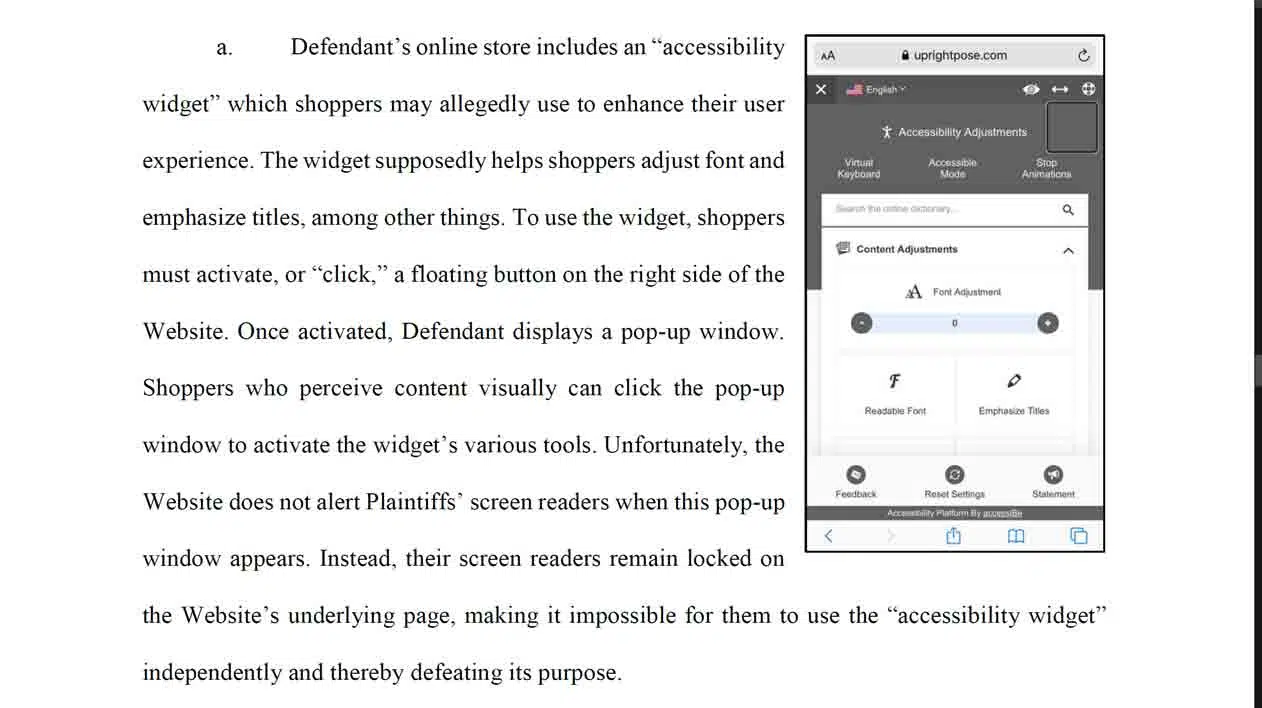 a. Defendant’s online store includes an “accessibility
widget” which shoppers may allegedly use to enhance their user
experience. The widget supposedly helps shoppers adjust font and
emphasize titles, among other things. To use the widget, shoppers
must activate, or “click,” a floating button on the right side of the
Website. Once activated, Defendant displays a pop-up window.
Shoppers who perceive content visually can click the pop-up
window to activate the widget’s various tools. Unfortunately, the
Website does not alert Plaintiffs’ screen readers when this pop-up
window appears. Instead, their screen readers remain locked on
the Website’s underlying page, making it impossible for them to use the “accessibility widget”
independently and thereby defeating its purpose.
AA uprightpose.com
English
Accessibility Adjustments
Virtual Keyboard
Accessible Mode
Stop Animations
Search the online dictionary...
Content Adjustments
AA Font Adjustment
- 0 +
F
Readable Font
Emphasize Titles
Feedback Reset Settings Statement
Accessibility Platform By accessiBe